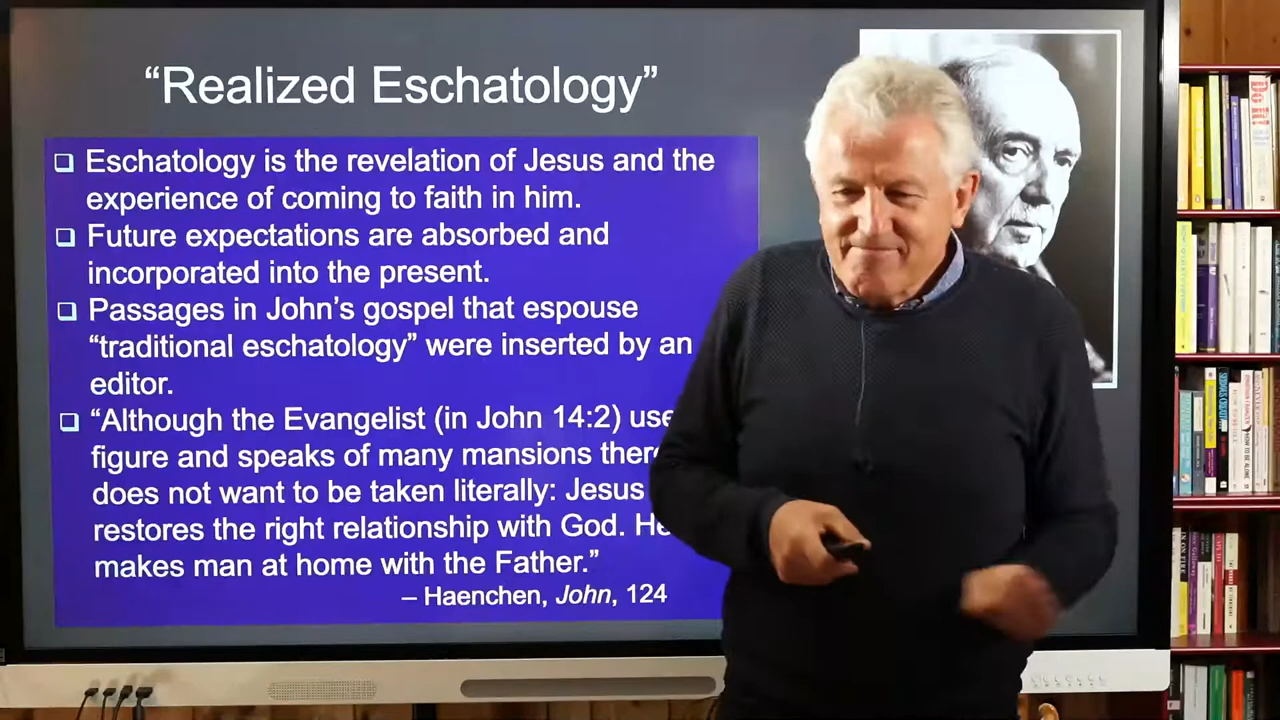 “Realized Eschatology”
❑ Eschatology is the revelation of Jesus and the
experience of coming to faith in him.
❑ Future expectations are absorbed and
incorporated into the present.
❑ Passages in John’s gospel that espouse
“traditional eschatology” were inserted by an
editor.
❑ “Although the Evangelist (in John 14:2)
figure and speaks of many mansions
does not want to be taken literally: Jesus
restores the right relationship with God.
makes man at home with the Father.”
– Haenchen, John, 124